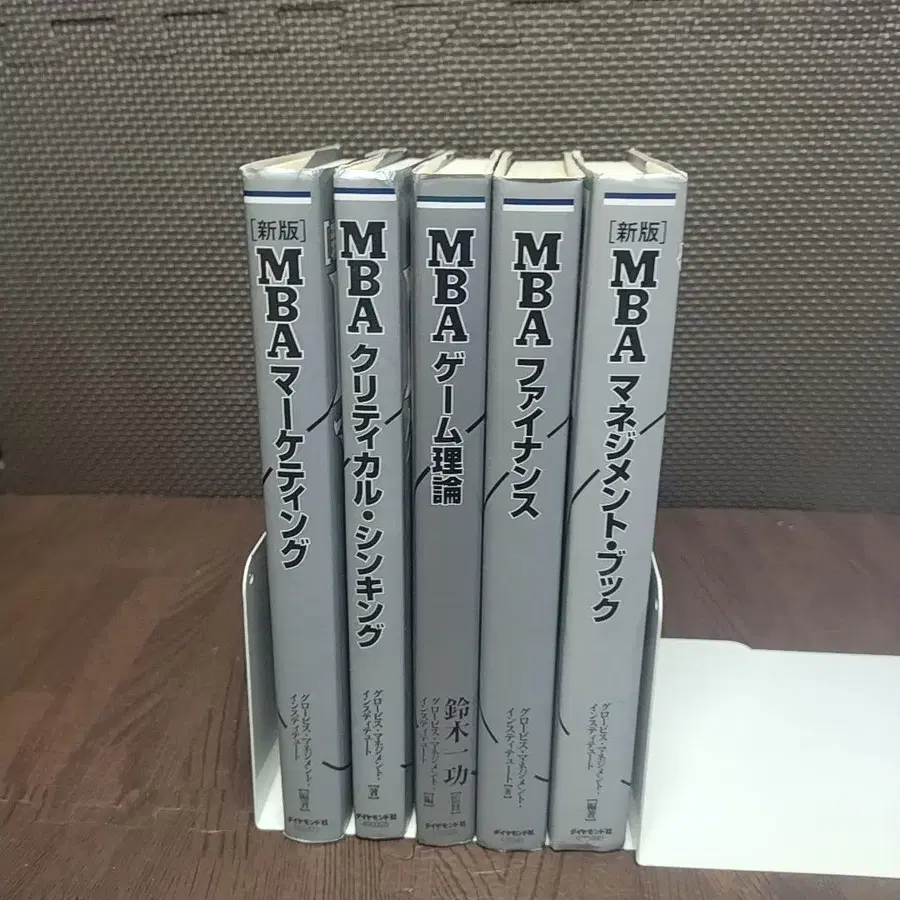 [新版]
MBAマーケティング
グロービス・マネジメント・
インスティテュート
[編著]
ダイヤモンド社
MBAクリティカル・シンキング
グロービス・マネジメント・
インスティテュート
[著]
ダイヤモンド社
MBAゲーム理論
鈴木一功
[監修]
グロービス・マネジメント・
インスティテュート
[編]
ダイヤモンド社
MBAファイナンス
グロービス・マネジメント・
インスティテュート
[著]
ダイヤモンド社
[新版]
MBAマネジメント・ブック
グロービス・マネジメント・
インスティテュート
[編著]
ダイヤモンド社